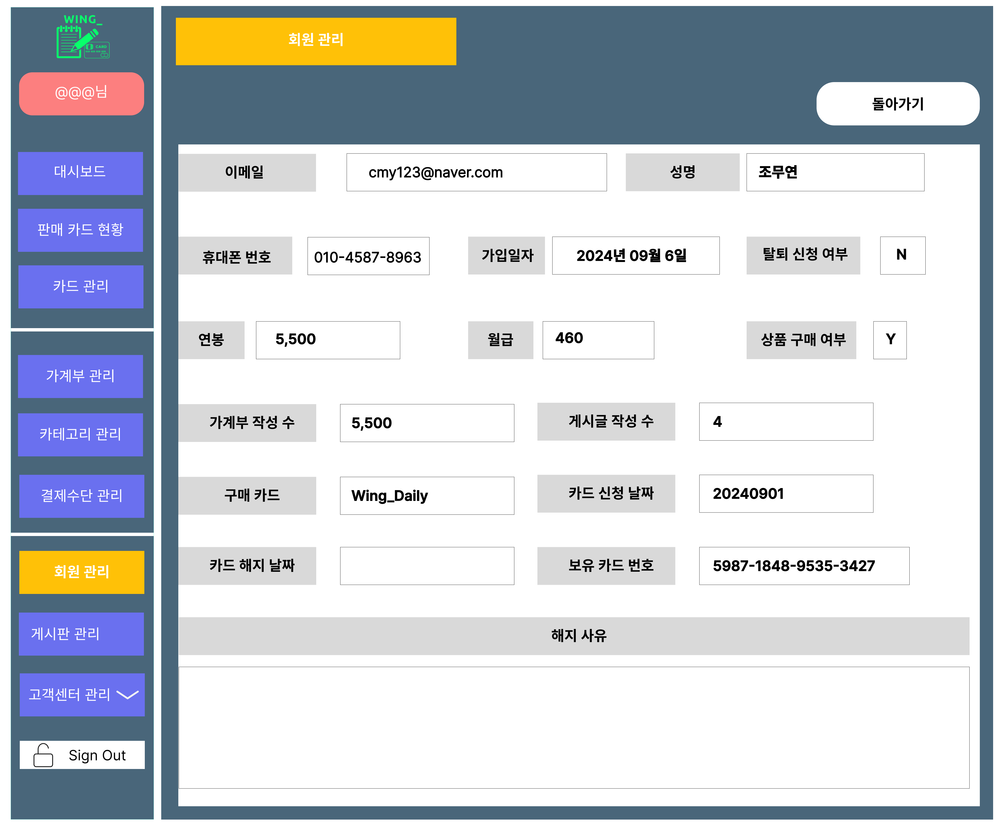 WING_
CARD
@@@님
대시보드
판매 카드 현황
카드 관리
가계부 관리
카테고리 관리
결제수단 관리
회원 관리
게시판 관리
고객센터 관리
Sign Out
회원 관리
돌아가기
이메일 cmy123@naver.com 성명 조무연
휴대폰 번호 010-4587-8963 가입일자 2024년 09월 6일 탈퇴 신청 여부 N
연봉 5,500 월급 460 상품 구매 여부 Y
가계부 작성 수 5,500 게시글 작성 수 4
구매 카드 Wing_Daily 카드 신청 날짜 20240901
카드 해지 날짜 보유 카드 번호 5987-1848-9535-3427
해지 사유